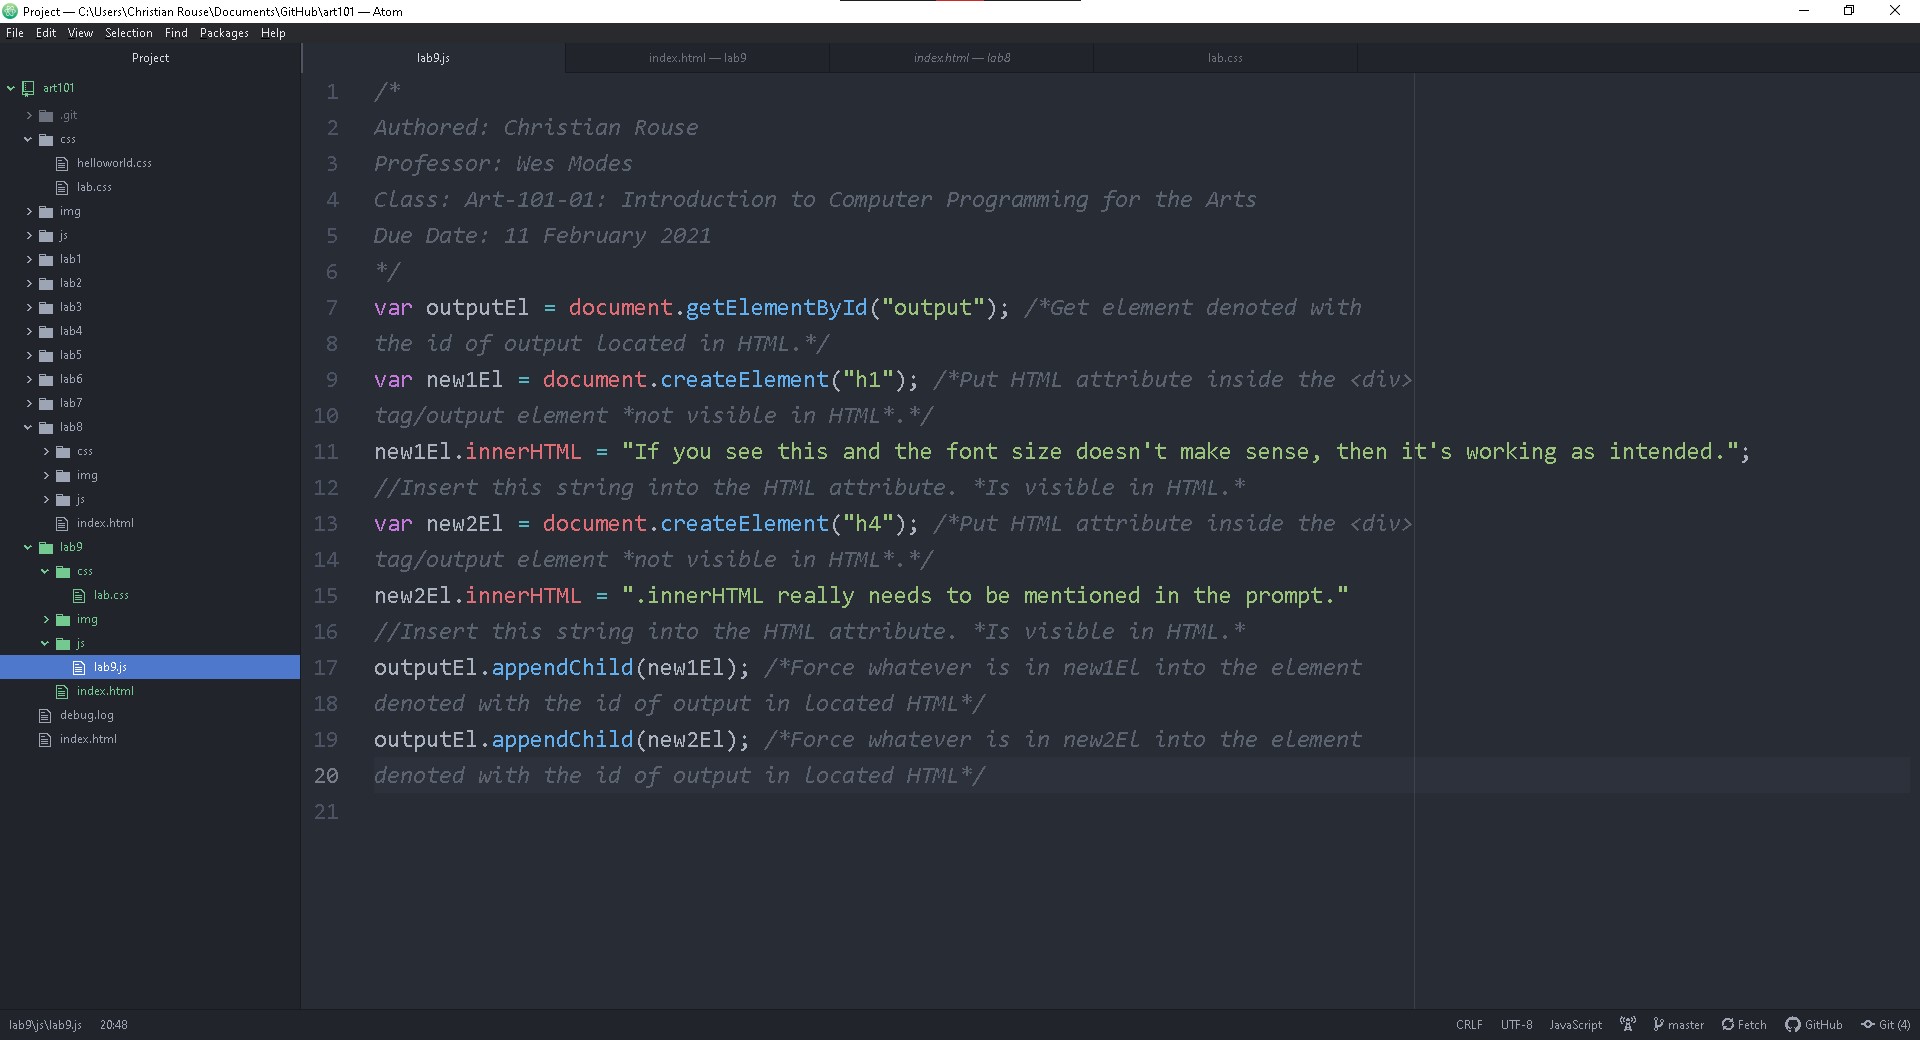 Project — C:\Users\Christian Rouse\Documents\GitHub\art101 — Atom
File Edit View Selection Find Packages Help
Project
art101
.git
css
helloworld.css
lab.css
img
js
lab1
lab2
lab3
lab4
lab5
lab6
lab7
lab8
css
img
js
index.html
lab9
css
lab.css
img
js
lab9.js
index.html
debug.log
index.html
lab9.js index.html — lab9 index.html — lab8 lab.css
1 /*
2 Authored: Christian Rouse
3 Professor: Wes Modes
4 Class: Art-101-01: Introduction to Computer Programming for the Arts
5 Due Date: 11 February 2021
6 */
7 var outputEl = document.getElementById("output"); /*Get element denoted with
8 the id of output located in HTML.*/
9 var new1El = document.createElement("h1"); /*Put HTML attribute inside the <div>
10 tag/output element *not visible in HTML*.*/
11 new1El.innerHTML = "If you see this and the font size doesn't make sense, then it's working as intended.";
12 //Insert this string into the HTML attribute. *Is visible in HTML.*
13 var new2El = document.createElement("h4"); /*Put HTML attribute inside the <div>
14 tag/output element *not visible in HTML*.*/
15 new2El.innerHTML = ".innerHTML really needs to be mentioned in the prompt."
16 //Insert this string into the HTML attribute. *Is visible in HTML.*
17 outputEl.appendChild(new1El); /*Force whatever is in new1El into the element
18 denoted with the id of output in located HTML*/
19 outputEl.appendChild(new2El); /*Force whatever is in new2El into the element
20 denoted with the id of output in located HTML*/
21
lab9\js\lab9.js 20:48 CRLF UTF-8 JavaScript master Fetch GitHub Git (4)